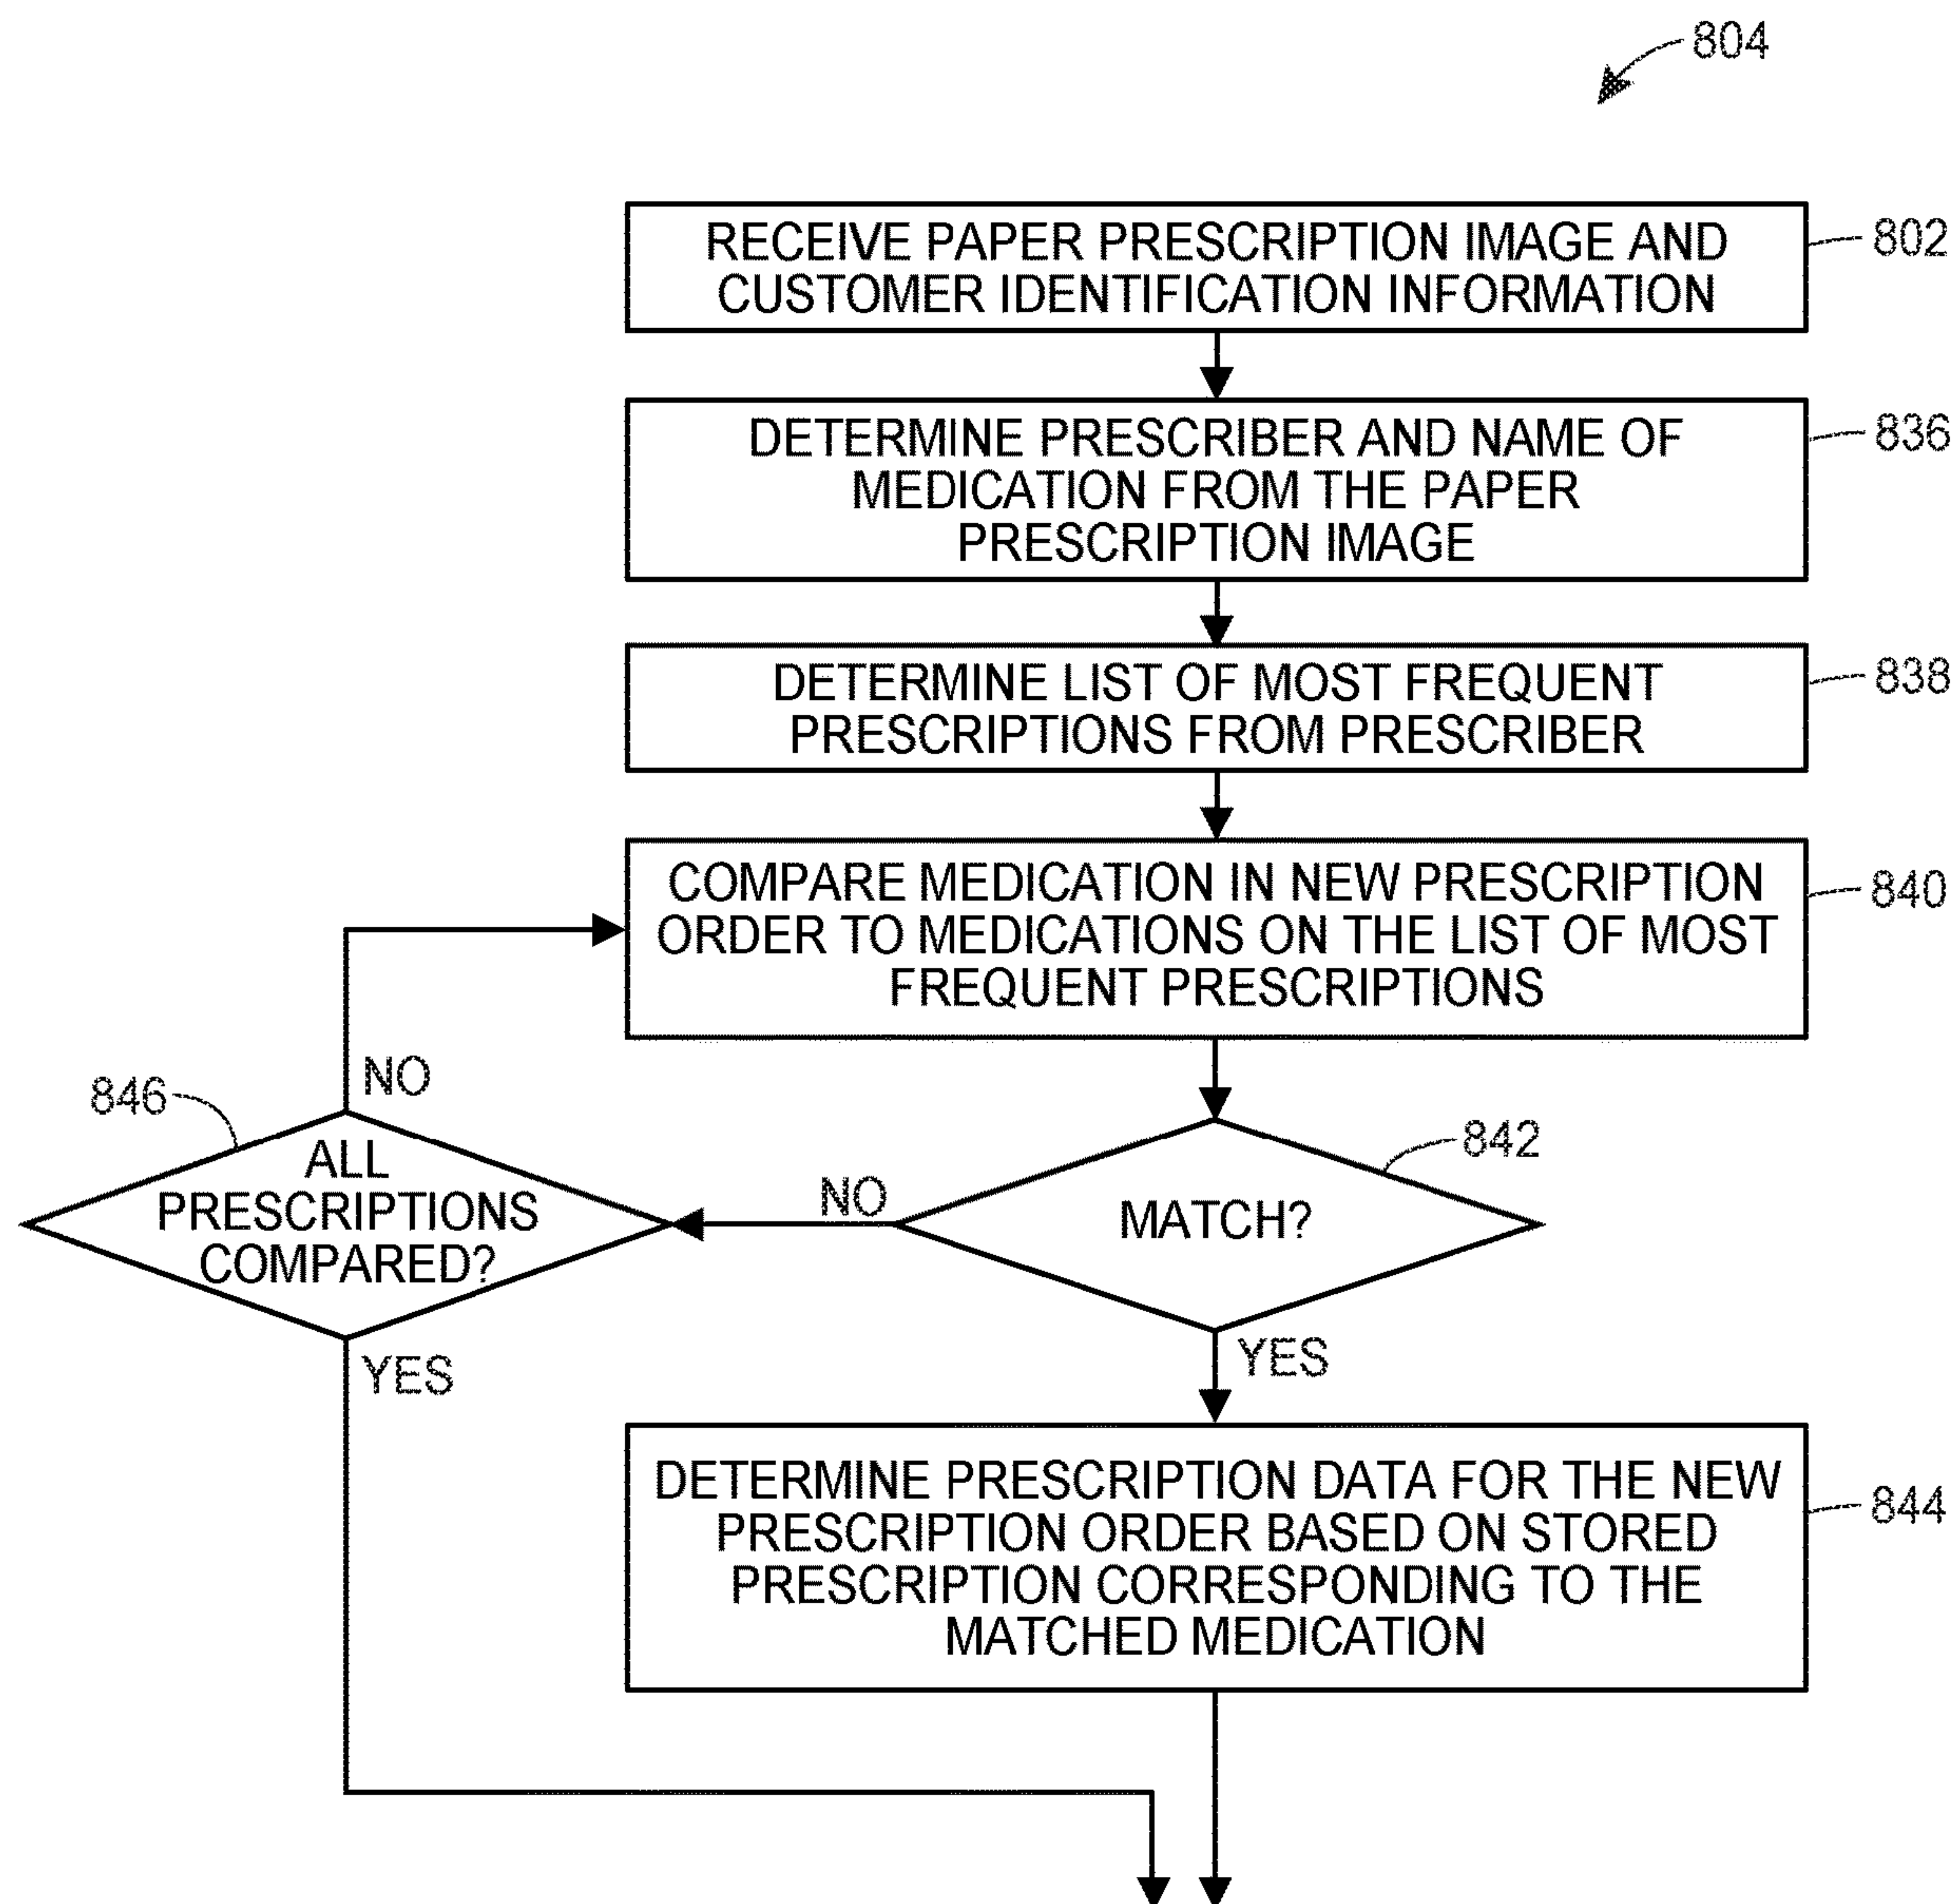 804
RECEIVE PAPER PRESCRIPTION IMAGE AND
CUSTOMER IDENTIFICATION INFORMATION
802
DETERMINE PRESCRIBER AND NAME OF
MEDICATION FROM THE PAPER
PRESCRIPTION IMAGE
836
DETERMINE LIST OF MOST FREQUENT
PRESCRIPTIONS FROM PRESCRIBER
838
COMPARE MEDICATION IN NEW PRESCRIPTION
ORDER TO MEDICATIONS ON THE LIST OF MOST
FREQUENT PRESCRIPTIONS
840
MATCH?
842
NO
YES
ALL
PRESCRIPTIONS
COMPARED?
846
NO
YES
DETERMINE PRESCRIPTION DATA FOR THE NEW
PRESCRIPTION ORDER BASED ON STORED
PRESCRIPTION CORRESPONDING TO THE
MATCHED MEDICATION
844